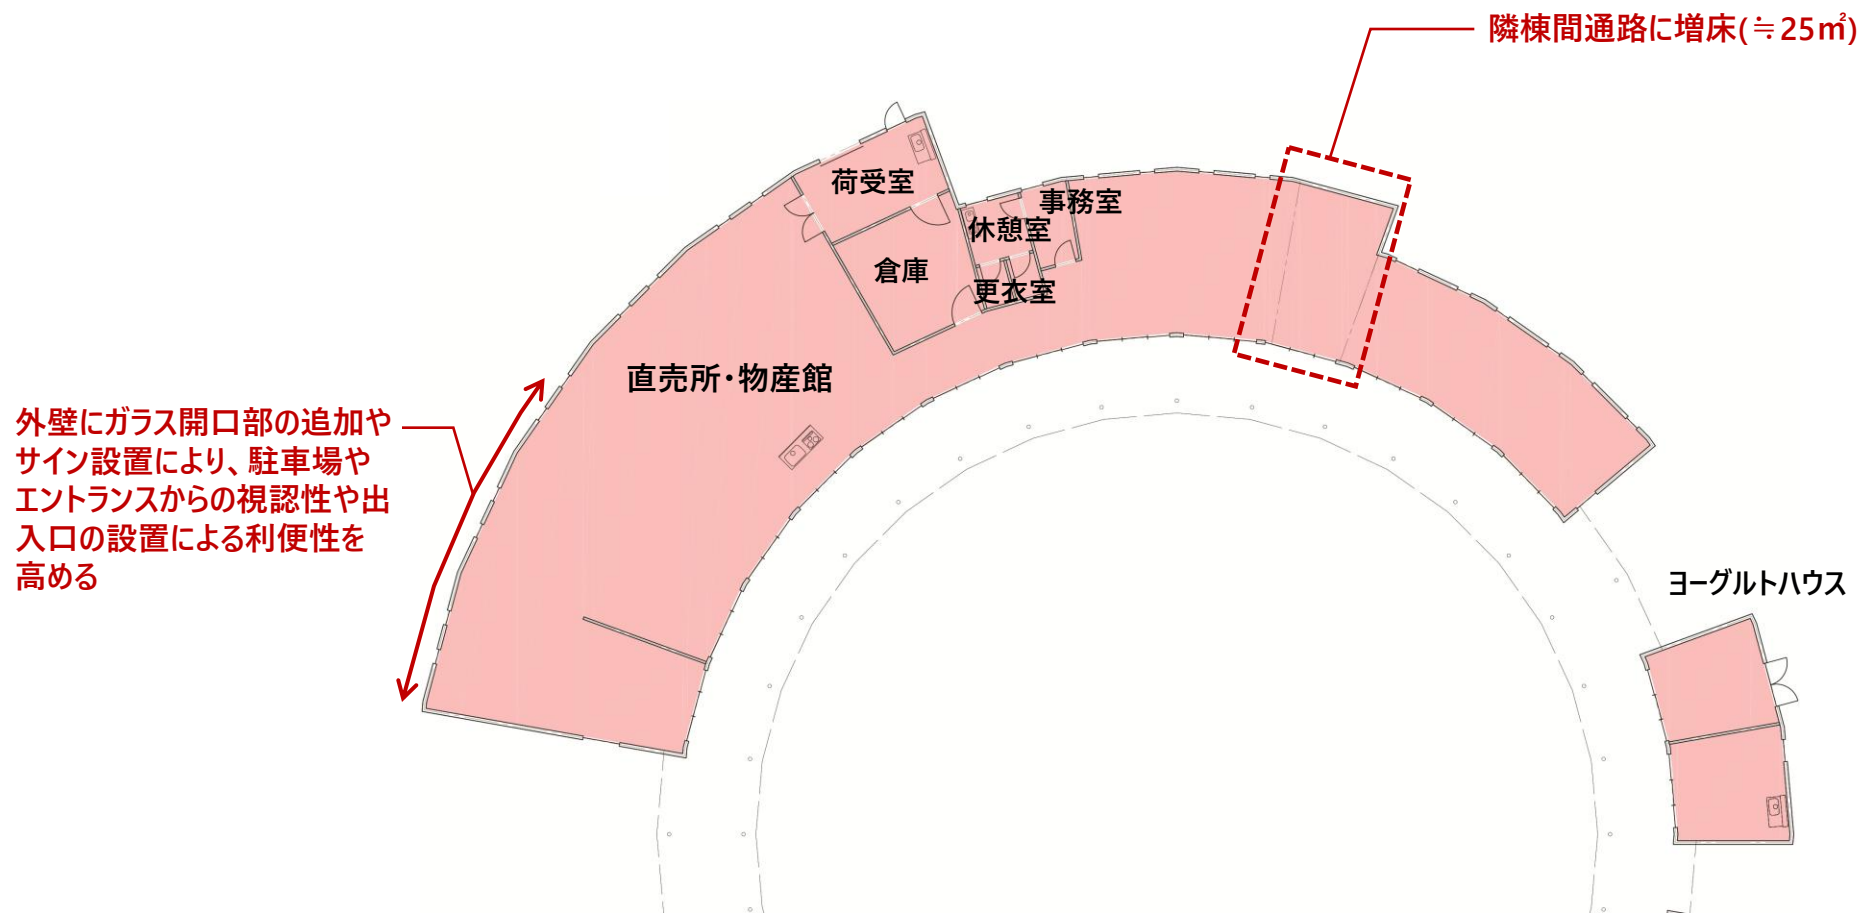 隣棟間通路に増床(≒25㎡)
荷受室
事務室
休憩室
倉庫
更衣室
直売所・物産館
外壁にガラス開口部の追加や
サイン設置により、駐車場や
エントランスからの視認性や出
入口の設置による利便性を
高める
ヨーグルトハウス